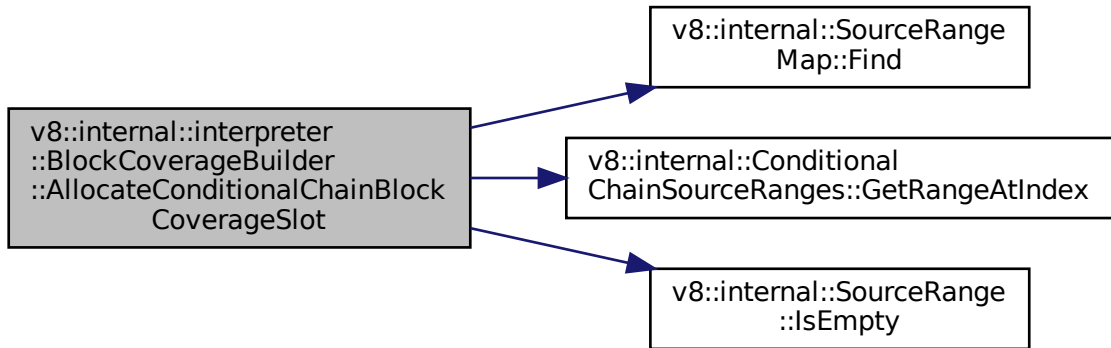 v8::internal::interpreter
::BlockCoverageBuilder
::AllocateConditionalChainBlock
CoverageSlot
v8::internal::SourceRange
Map::Find
v8::internal::Conditional
ChainSourceRanges::GetRangeAtIndex
v8::internal::SourceRange
::IsEmpty